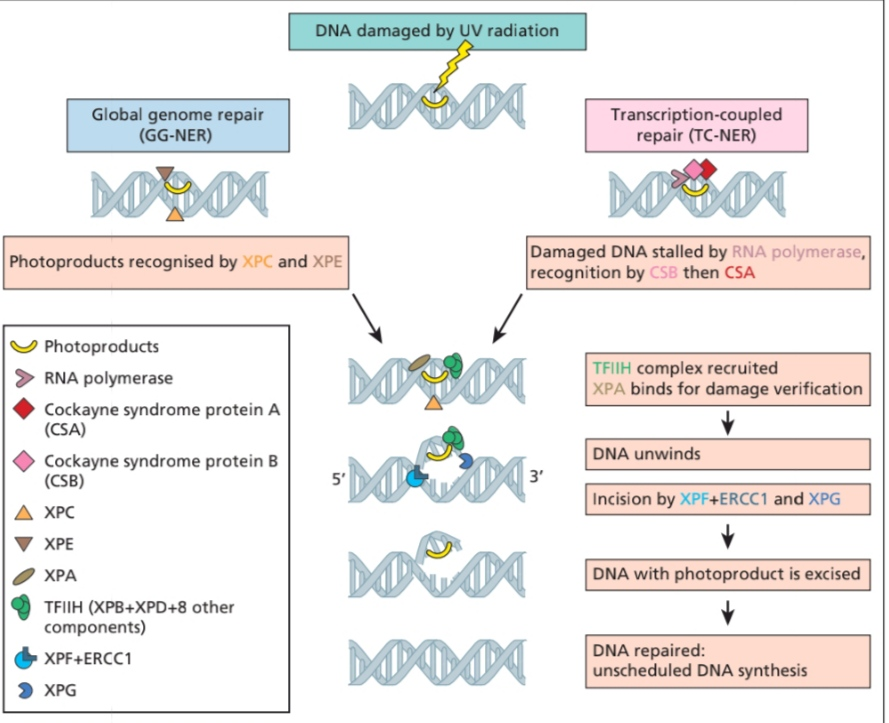 DNA damaged by UV radiation
Global genome repair
(GG-NER)
Transcription-coupled
repair (TC-NER)
Photoproducts recognised by XPC and XPE
Damaged DNA stalled by RNA polymerase,
recognition by CSB then CSA
Photoproducts
RNA polymerase
Cockayne syndrome protein A
(CSA)
Cockayne syndrome protein B
(CSB)
XPC
XPE
XPA
TFIIH (XPB+XPD+8 other
components)
XPF+ERCC1
XPG
5′
3′
TFIIH complex recruited
XPA binds for damage verification
DNA unwinds
Incision by XPF+ERCC1 and XPG
DNA with photoproduct is excised
DNA repaired:
unscheduled DNA synthesis